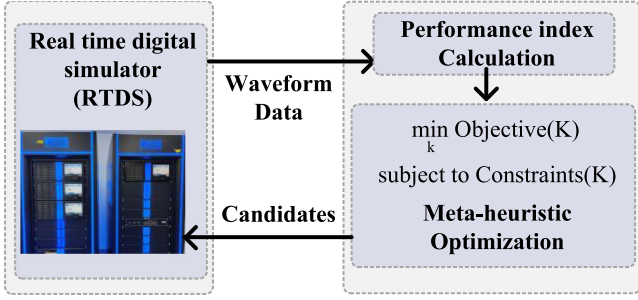 Real time digital
simulator
(RTDS)
Waveform
Data
Performance index
Calculation
min Objective(K)
k
subject to Constraints(K)
Meta-heuristic
Optimization
Candidates